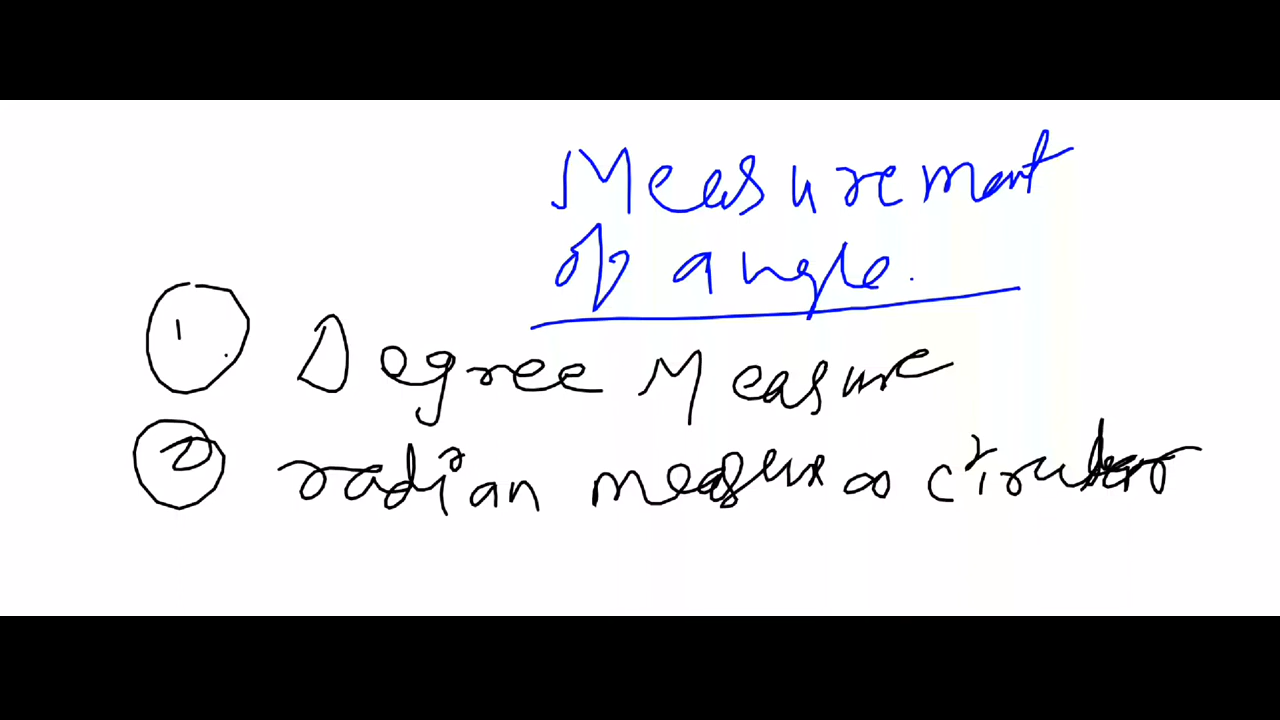 Measurement
of angle.
1 Degree Measure
2 radian measure or circular